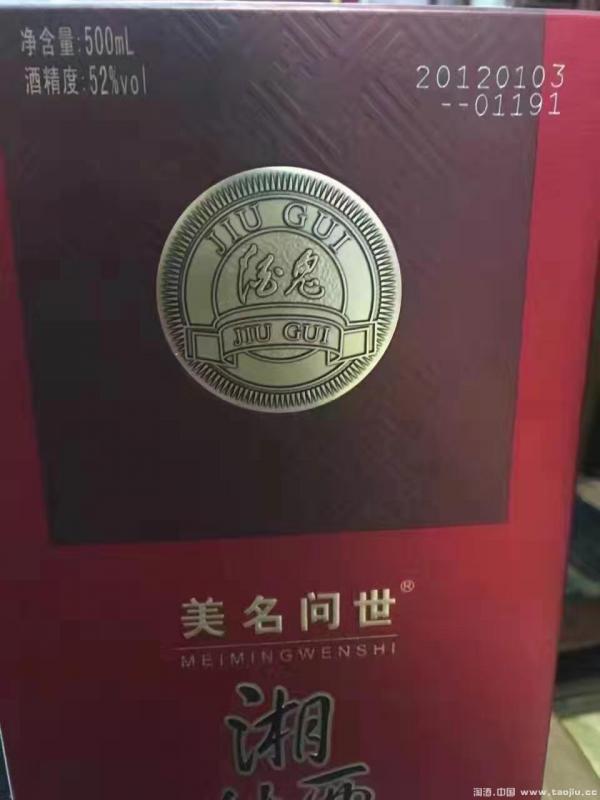 净含量:500mL
酒精度:52%vol
20120103
--01191
JIU GUI
酒鬼
JIU GUI
美名问世®
MEIMINGWENSHI
湘
淘酒.中国 www.taojiu.cc